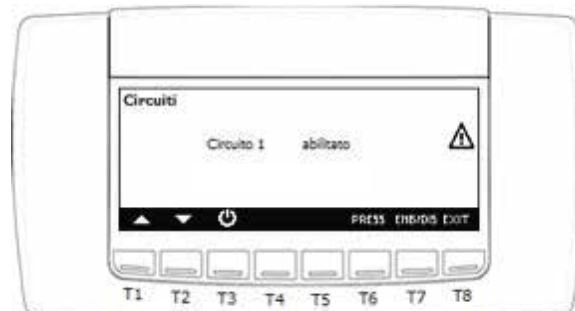 Circuiti
Circuito 1 abilitato
PRESS ENB/DIS EXIT
T1 T2 T3 T4 T5 T6 T7 T8